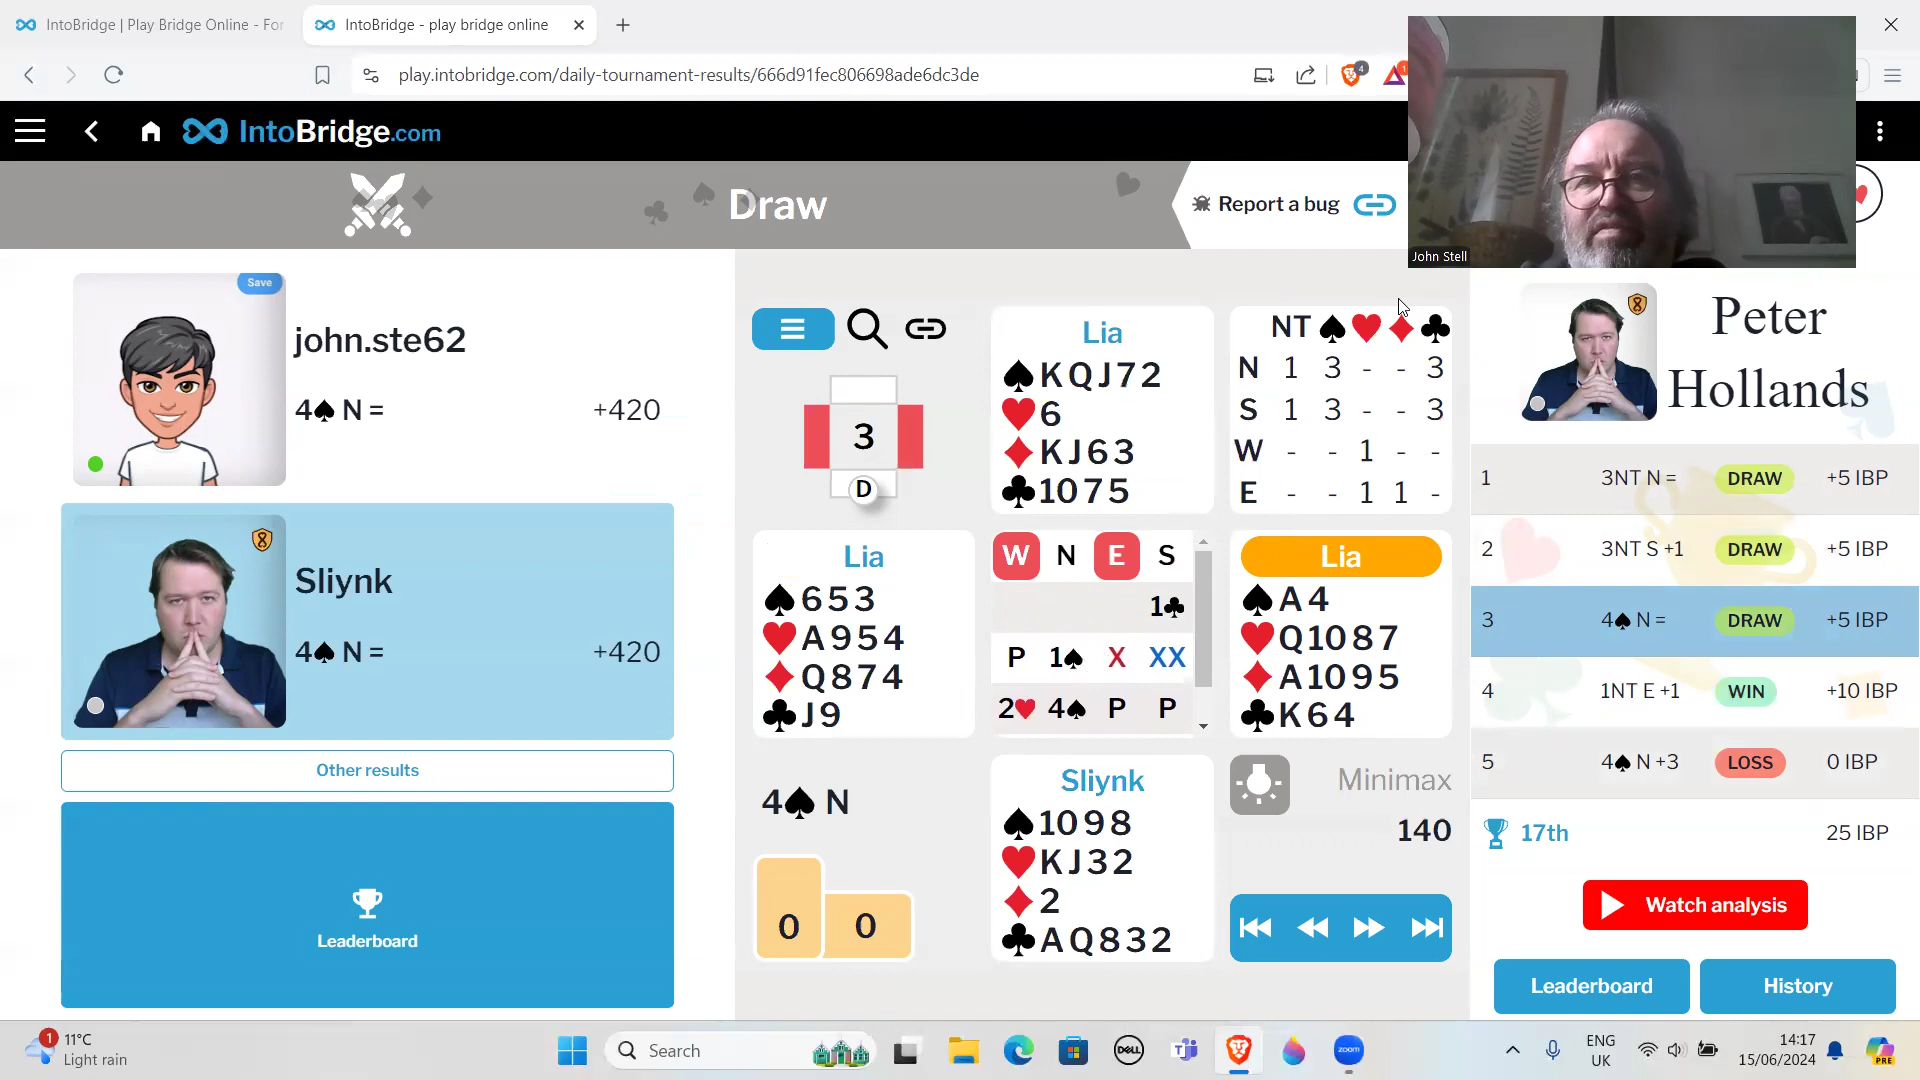 IntoBridge | Play Bridge Online - For
IntoBridge - play bridge online
play.intobridge.com/daily-tournament-results/666d91fec806698ade6dc3de
4
1
IntoBridge.com
Draw
Report a bug
John Stell
Save
john.ste62
4♠ N =
+420
Sliynk
4♠ N =
+420
Other results
Leaderboard
3
D
Lia
♠KQJ72
♥6
♦KJ63
♣1075
NT ♠ ♥ ♦ ♣
N 1 3 - - 3
S 1 3 - - 3
W - - 1 - -
E - - 1 1 -
Lia
♠653
♥A954
♦Q874
♣J9
W N E S
1♣
P 1♠ X XX
2♥ 4♠ P P
Lia
♠A4
♥Q1087
♦A1095
♣K64
4♠ N
0 0
Sliynk
♠1098
♥KJ32
♦2
♣AQ832
Minimax
140
Peter
Hollands
1 3NT N = DRAW +5 IBP
2 3NT S +1 DRAW +5 IBP
3 4♠ N = DRAW +5 IBP
4 1NT E +1 WIN +10 IBP
5 4♠ N +3 LOSS 0 IBP
17th 25 IBP
Watch analysis
Leaderboard
History
1
11°C
Light rain
Search
DELL
zoom
ENG
UK
14:17
15/06/2024
PRE